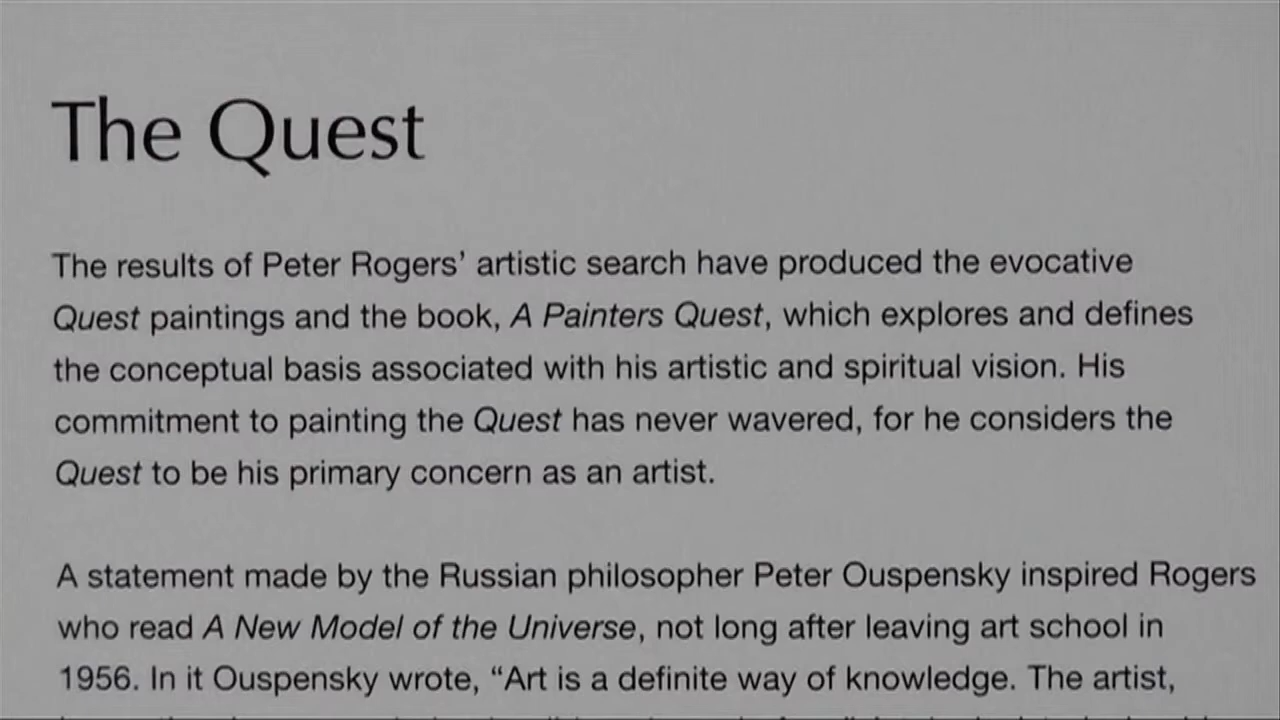 The Quest
The results of Peter Rogers’ artistic search have produced the evocative
Quest paintings and the book, A Painters Quest, which explores and defines
the conceptual basis associated with his artistic and spiritual vision. His
commitment to painting the Quest has never wavered, for he considers the
Quest to be his primary concern as an artist.
A statement made by the Russian philosopher Peter Ouspensky inspired Rogers
who read A New Model of the Universe, not long after leaving art school in
1956. In it Ouspensky wrote, “Art is a definite way of knowledge. The artist,